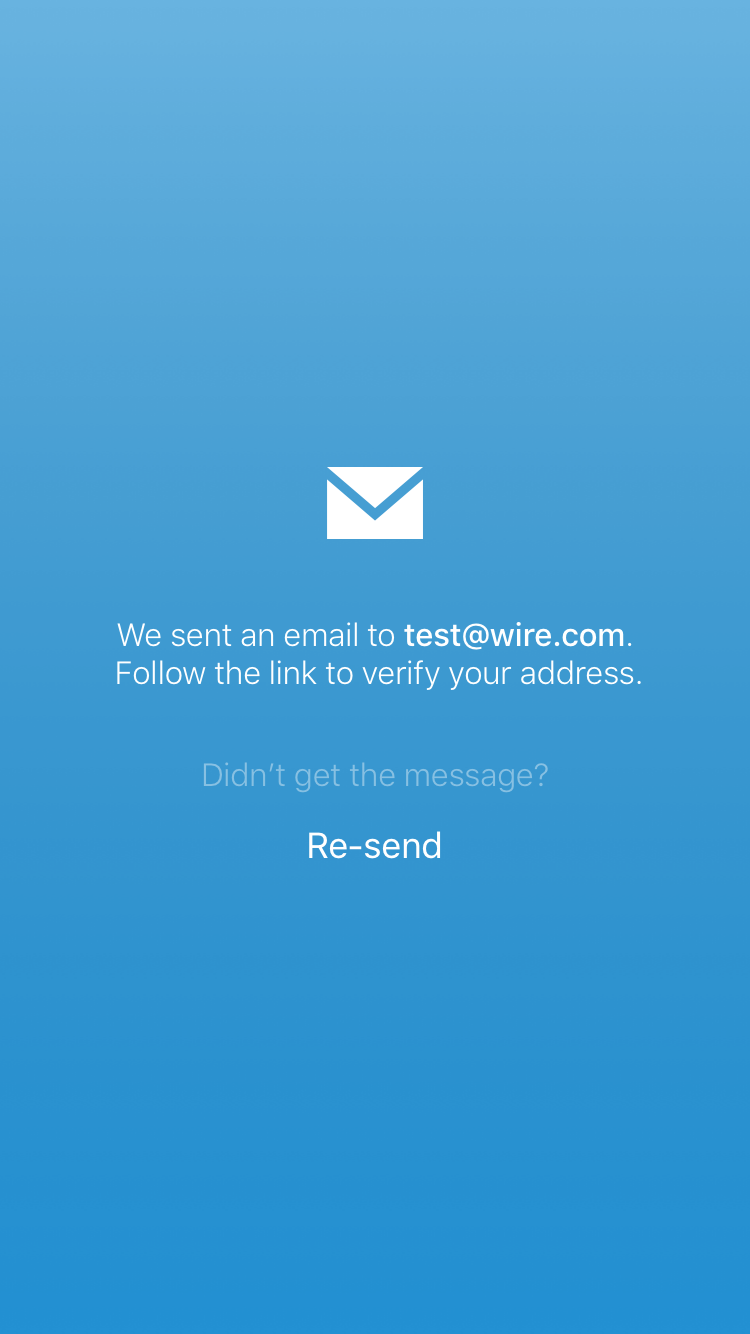 We sent an email to test@wire.com.
Follow the link to verify your address.
Didn’t get the message?
Re-send